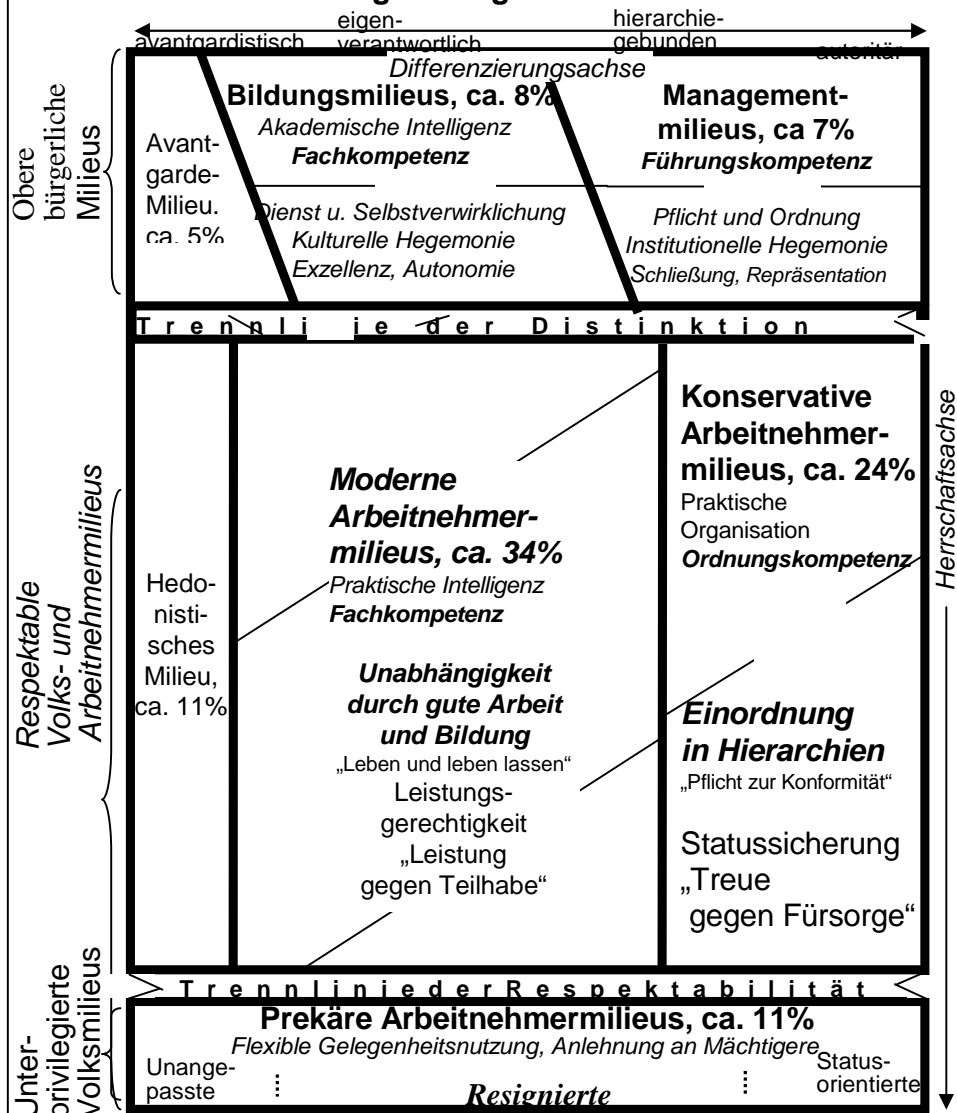 eigen-
verantwortlich
hierarchie-
gebunden
avantgardistisch
autoritär
Differenzierungsachse
Obere
bürgerliche
Milieus
Avant-
garde-
Milieu.
ca. 5%
Bildungsmilieus, ca. 8%
Akademische Intelligenz
Fachkompetenz
Dienst u. Selbstverwirklichung
Kulturelle Hegemonie
Exzellenz, Autonomie
Management-
milieus, ca 7%
Führungskompetenz
Pflicht und Ordnung
Institutionelle Hegemonie
Schließung, Repräsentation
Trennli ie der Distinktion
Respektable
Volks- und
Arbeitnehmermilieus
Hedo-
nisti-
sches
Milieu,
ca. 11%
Moderne
Arbeitnehmer-
milieus, ca. 34%
Praktische Intelligenz
Fachkompetenz
Unabhängigkeit
durch gute Arbeit
und Bildung
„Leben und leben lassen“
Leistungs-
gerechtigkeit
„Leistung
gegen Teilhabe“
Konservative
Arbeitnehmer-
milieus, ca. 24%
Praktische
Organisation
Ordnungskompetenz
Einordnung
in Hierarchien
„Pflicht zur Konformität“
Statussicherung
„Treue
gegen Fürsorge“
Herrschaftsachse
Trennlinie der Respektabilität
Unter-
privilegierte
Volksmilieus
Prekäre Arbeitnehmermilieus, ca. 11%
Flexible Gelegenheitsnutzung, Anlehnung an Mächtigere
Unange-
passte
Resignierte
Status-
orientierte